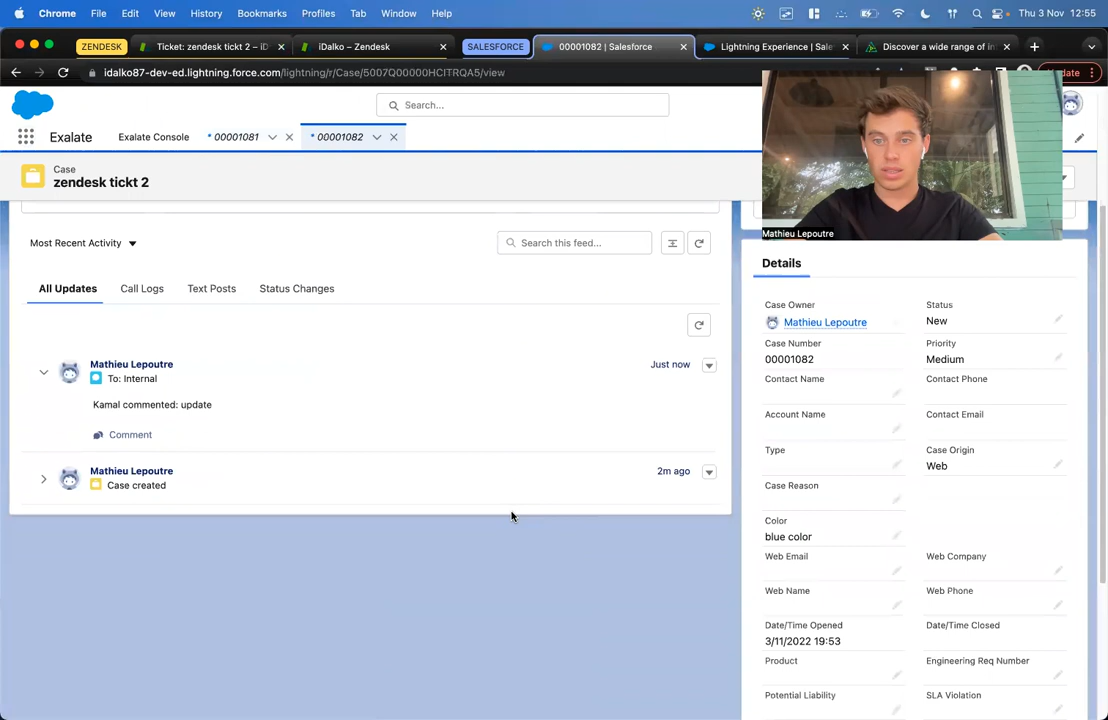 Chrome File Edit View History Bookmarks Profiles Tab Window Help Thu 3 Nov 12:55
ZENDESK Ticket: zendesk tickt 2 – iD iDalko – Zendesk SALESFORCE 00001082 | Salesforce Lightning Experience | Sale Discover a wide range of in
idalko87-dev-ed.lightning.force.com/lightning/r/Case/5007Q00000HCITRQA5/view
Search...
Exalate Exalate Console * 00001081 * 00001082
Case
zendesk tickt 2
Mathieu Lepoutre
Most Recent Activity
Search this feed...
All Updates Call Logs Text Posts Status Changes
Mathieu Lepoutre Just now
To: Internal
Kamal commented: update
Comment
Mathieu Lepoutre 2m ago
Case created
Details
Case Owner Status
Mathieu Lepoutre New
Case Number Priority
00001082 Medium
Contact Name Contact Phone
Account Name Contact Email
Type Case Origin
Web
Case Reason
Color
blue color
Web Email Web Company
Web Name Web Phone
Date/Time Opened Date/Time Closed
3/11/2022 19:53
Product Engineering Req Number
Potential Liability SLA Violation